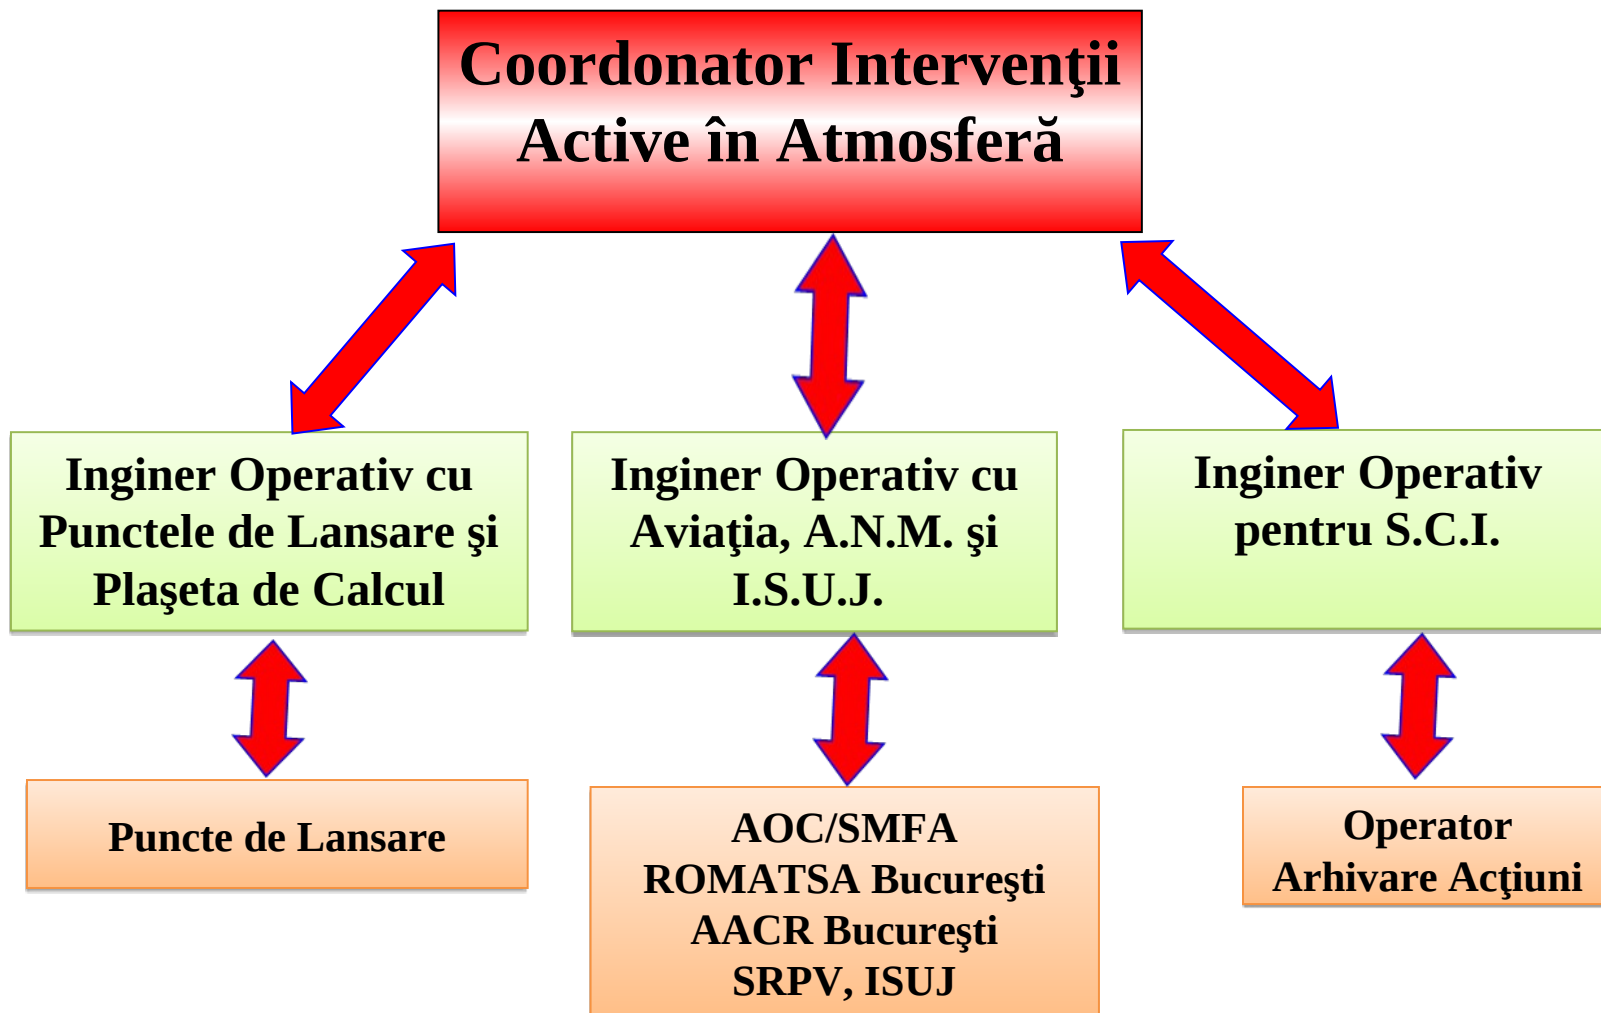 Coordonator Intervenţii
Active în Atmosferă
Inginer Operativ cu
Punctele de Lansare şi
Plaşeta de Calcul
Inginer Operativ cu
Aviaţia, A.N.M. şi
I.S.U.J.
Inginer Operativ
pentru S.C.I.
Puncte de Lansare
AOC/SMFA
ROMATSA Bucureşti
AACR Bucureşti
SRPV, ISUJ
Operator
Arhivare Acţiuni